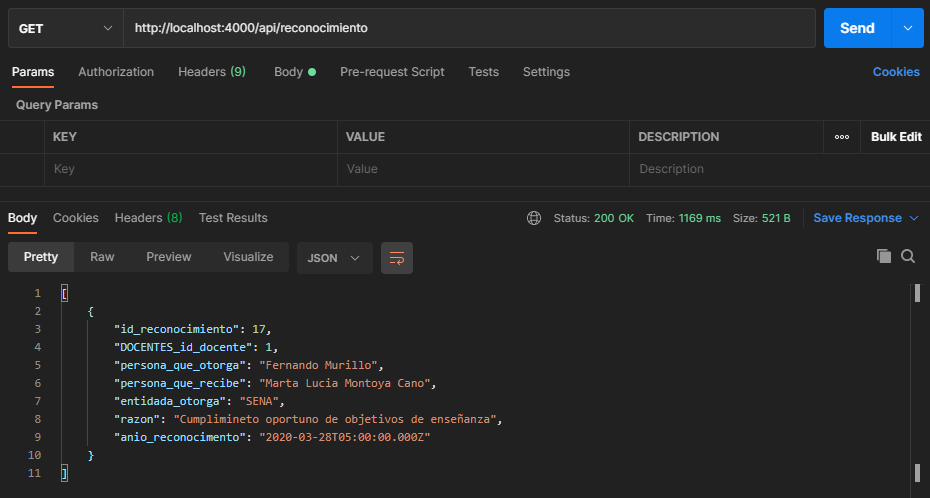 GET http://localhost:4000/api/reconocimiento Send
Params Authorization Headers (9) Body Pre-request Script Tests Settings Cookies
Query Params
KEY VALUE DESCRIPTION ooo Bulk Edit
Key Value Description
Body Cookies Headers (8) Test Results Status: 200 OK Time: 1169 ms Size: 521 B Save Response
Pretty Raw Preview Visualize JSON
1 [
2 {
3 "id_reconocimiento": 17,
4 "DOCENTES_id_docente": 1,
5 "persona_que_otorga": "Fernando Murillo",
6 "persona_que_recibe": "Marta Lucia Montoya Cano",
7 "entidada_otorga": "SENA",
8 "razon": "Cumplimineto oportuno de objetivos de enseñanza",
9 "anio_reconocimento": "2020-03-28T05:00:00.000Z"
10 }
11 ]